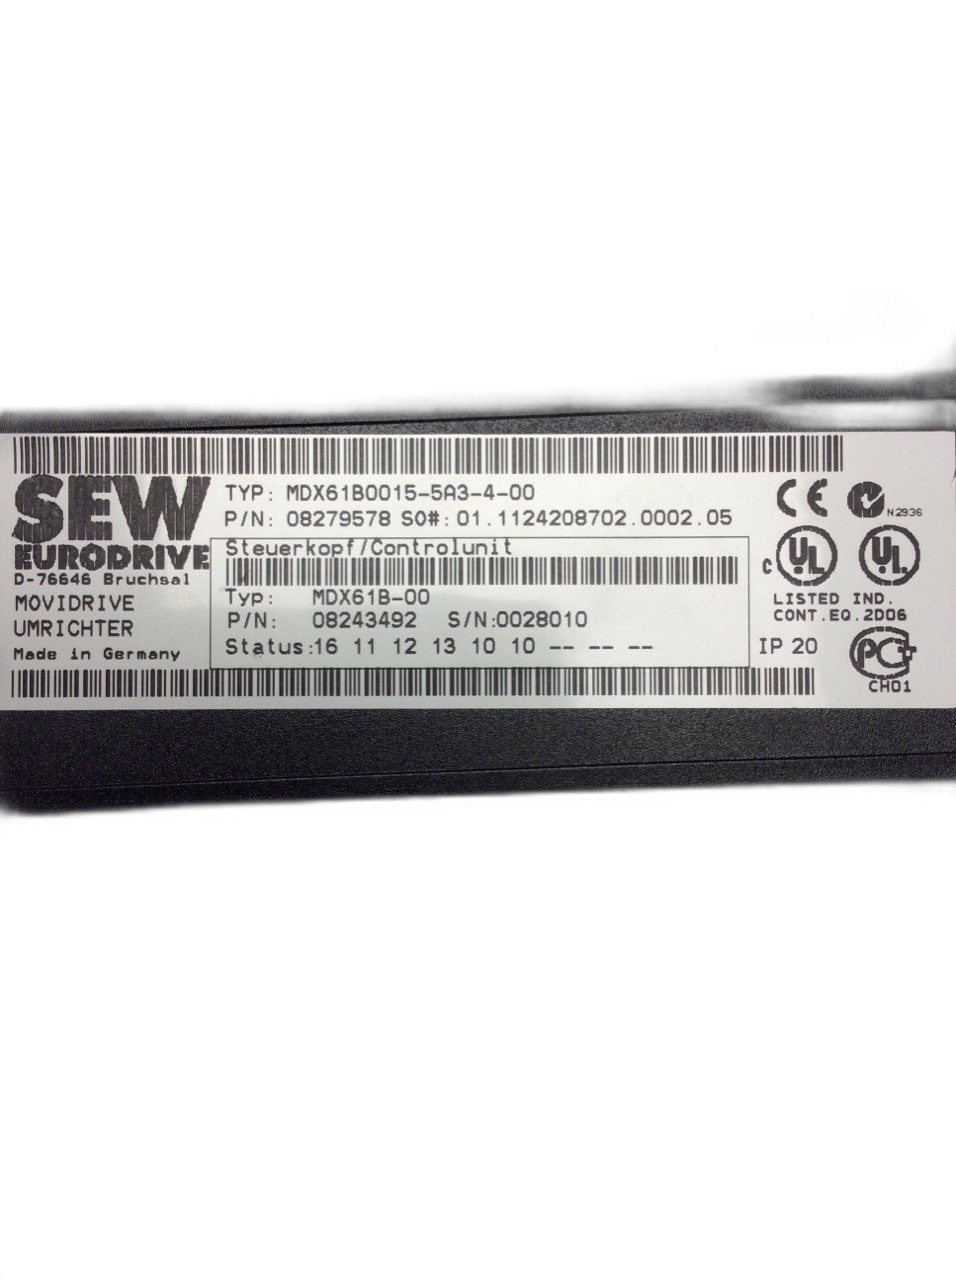 SEW
EURODRIVE
D-76646 Bruchsal
MOVIDRIVE
UMRICHTER
Made in Germany
TYP: MDX61B0015-5A3-4-00
P/N: 08279578 SO#: 01.1124208702.0002.05
Steuerkopf/Controlunit
Typ: MDX61B-00
P/N: 08243492 S/N:0028010
Status:16 11 12 13 10 10 -- -- --
CE
N2936
c UL UL
LISTED IND.
CONT.EQ.2D06
IP 20
PCT
CH01